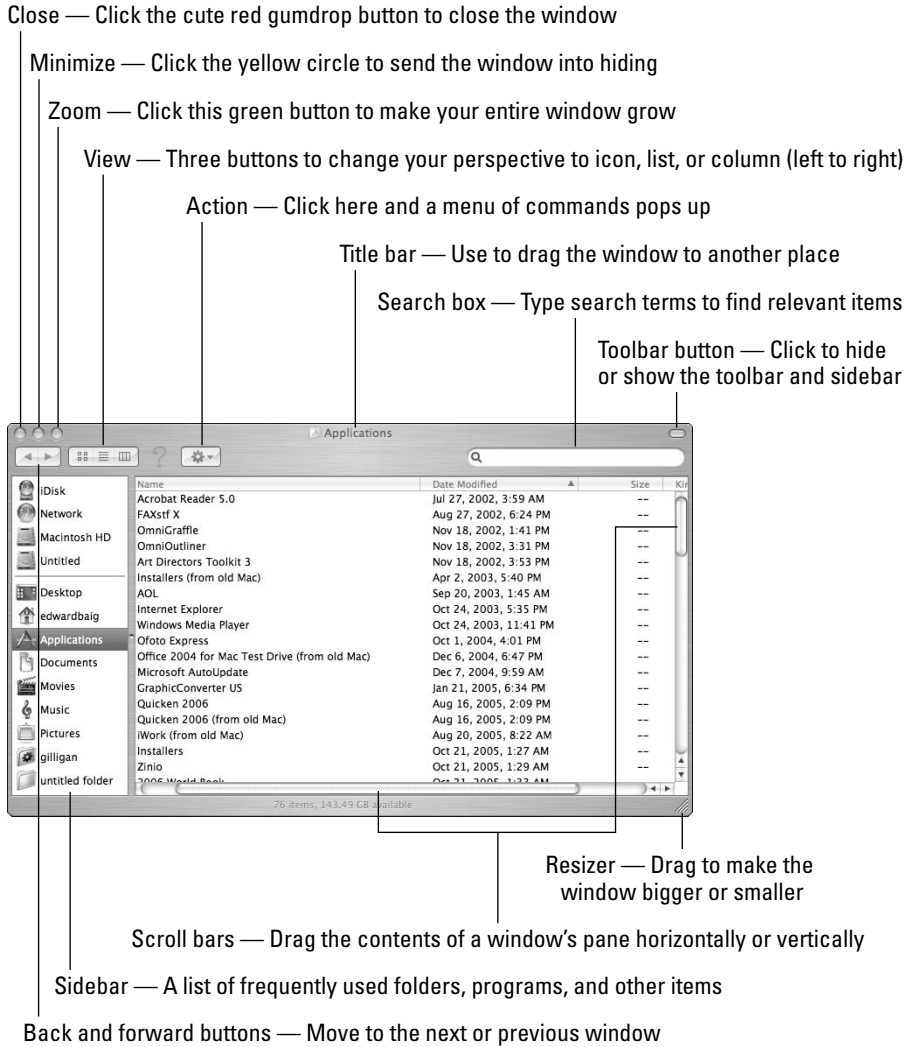 Close — Click the cute red gumdrop button to close the window
Minimize — Click the yellow circle to send the window into hiding
Zoom — Click this green button to make your entire window grow
View — Three buttons to change your perspective to icon, list, or column (left to right)
Action — Click here and a menu of commands pops up
Title bar — Use to drag the window to another place
Search box — Type search terms to find relevant items
Toolbar button — Click to hide
or show the toolbar and sidebar
Applications
?
iDisk
Network
Macintosh HD
Untitled
Desktop
edwardbaig
Applications
Documents
Movies
Music
Pictures
gilligan
untitled folder
Name Date Modified Size Kin
Acrobat Reader 5.0 Jul 27, 2002, 3:59 AM --
FAXstf X Aug 27, 2002, 6:24 PM --
OmniGraffle Nov 18, 2002, 1:41 PM --
OmniOutliner Nov 18, 2002, 3:31 PM --
Art Directors Toolkit 3 Nov 18, 2002, 3:53 PM --
Installers (from old Mac) Apr 2, 2003, 5:40 PM --
AOL Sep 20, 2003, 1:45 AM --
Internet Explorer Oct 24, 2003, 5:35 PM --
Windows Media Player Oct 24, 2003, 11:41 PM --
Ofoto Express Oct 1, 2004, 4:01 PM --
Office 2004 for Mac Test Drive (from old Mac) Dec 6, 2004, 6:47 PM --
Microsoft AutoUpdate Dec 7, 2004, 9:59 AM --
GraphicConverter US Jan 21, 2005, 6:34 PM --
Quicken 2006 Aug 16, 2005, 2:09 PM --
Quicken 2006 (from old Mac) Aug 16, 2005, 2:09 PM --
iWork (from old Mac) Aug 20, 2005, 8:22 AM --
Installers Oct 21, 2005, 1:27 AM --
Zinio Oct 21, 2005, 1:29 AM --
2006 World Book Oct 21, 2005, 1:33 AM
76 items, 143.49 GB available
Resizer — Drag to make the
window bigger or smaller
Scroll bars — Drag the contents of a window's pane horizontally or vertically
Sidebar — A list of frequently used folders, programs, and other items
Back and forward buttons — Move to the next or previous window